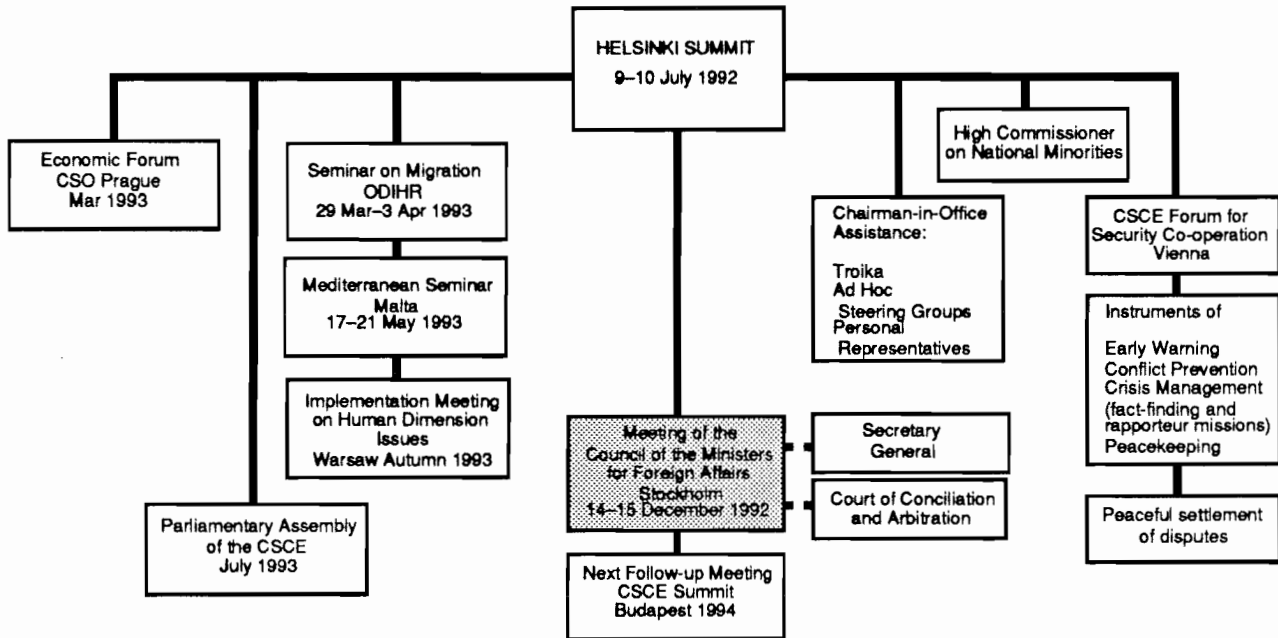 HELSINKI SUMMIT
9–10 July 1992
Economic Forum
CSO Prague
Mar 1993
Seminar on Migration
ODIHR
29 Mar–3 Apr 1993
Mediterranean Seminar
Malta
17–21 May 1993
Implementation Meeting
on Human Dimension
Issues
Warsaw Autumn 1993
Parliamentary Assembly
of the CSCE
July 1993
Meeting of the
Council of the Ministers
for Foreign Affairs
Stockholm
14–15 December 1992
Next Follow-up Meeting
CSCE Summit
Budapest 1994
Secretary
General
Court of Conciliation
and Arbitration
Chairman-in-Office
Assistance:
Troika
Ad Hoc
Steering Groups
Personal
Representatives
High Commissioner
on National Minorities
CSCE Forum for
Security Co-operation
Vienna
Instruments of
Early Warning
Conflict Prevention
Crisis Management
(fact-finding and
rapporteur missions)
Peacekeeping
Peaceful settlement
of disputes